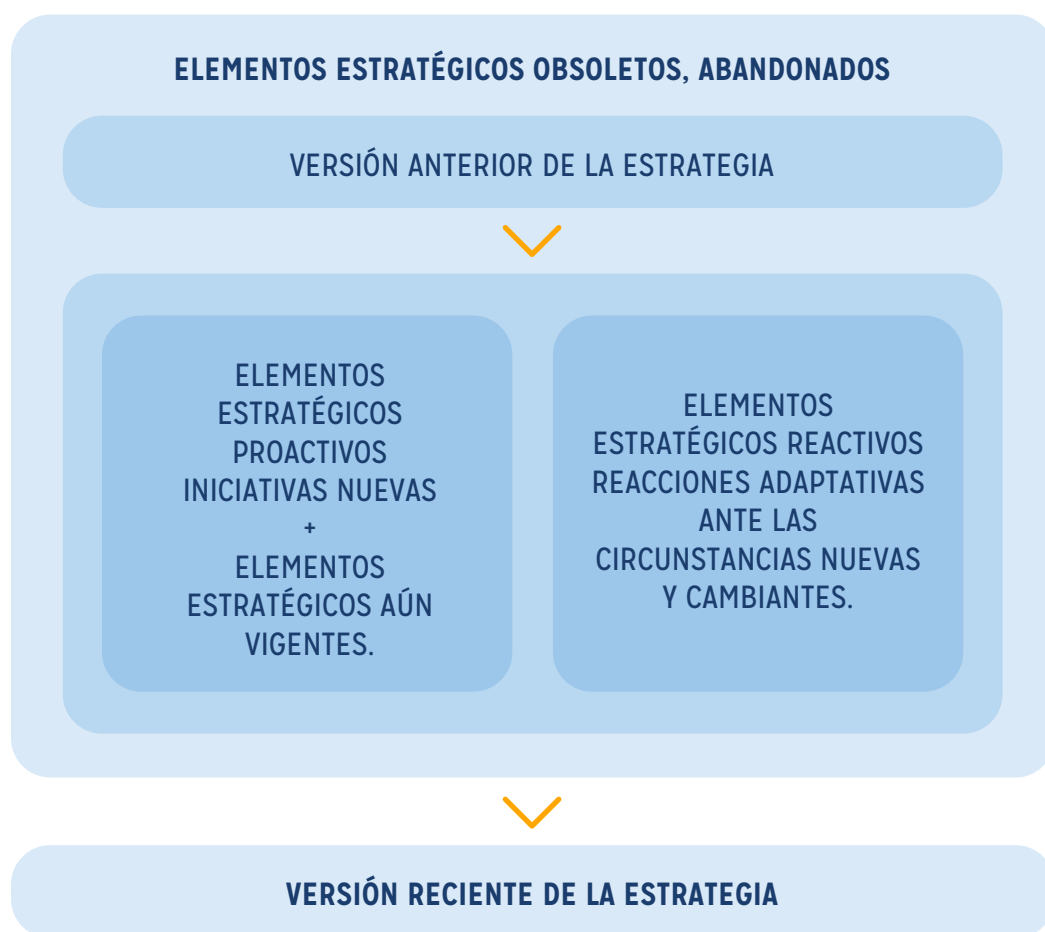 ELEMENTOS ESTRATÉGICOS OBSOLETOS, ABANDONADOS
VERSIÓN ANTERIOR DE LA ESTRATEGIA
ELEMENTOS
ESTRATÉGICOS
PROACTIVOS
INICIATIVAS NUEVAS
+
ELEMENTOS
ESTRATÉGICOS AÚN
VIGENTES.
ELEMENTOS
ESTRATÉGICOS REACTIVOS
REACCIONES ADAPTATIVAS
ANTE LAS
CIRCUNSTANCIAS NUEVAS
Y CAMBIANTES.
VERSIÓN RECIENTE DE LA ESTRATEGIA